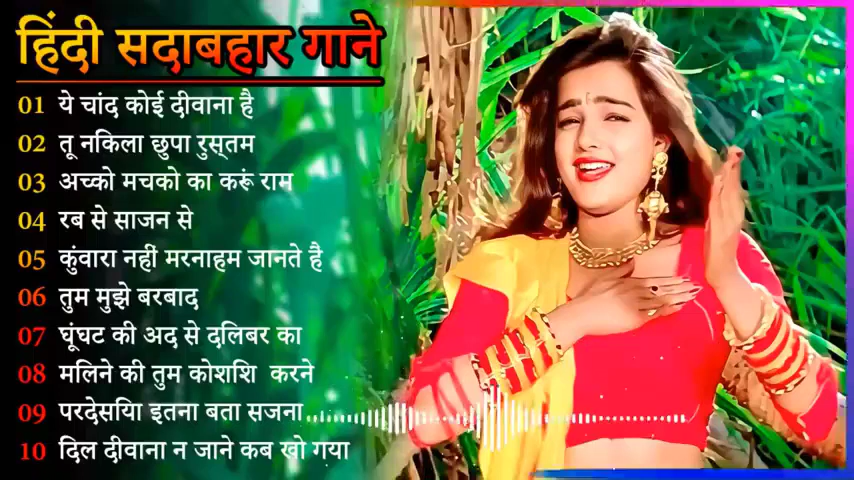 हिंदी सदाबहार गाने
01 ये चांद कोई दीवाना है
02 तू नकिला छुपा रुस्तम
03 अच्को मचको का करूं राम
04 रब से साजन से
05 कुंवारा नहीं मरनाहम जानते है
06 तुम मुझे बरबाद
07 घूंघट की अद से दलिबर का
08 मलिने की तुम कोशशि करने
09 परदेसयिा इतना बता सजना
10 दिल दीवाना न जाने कब खो गया